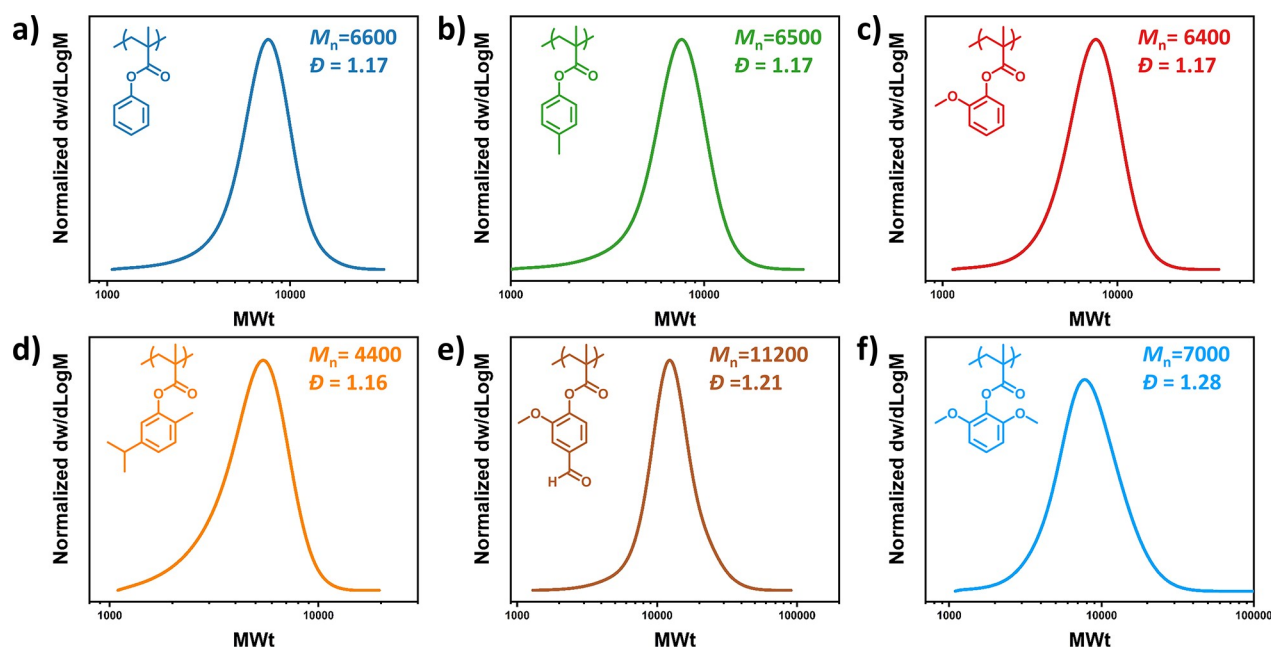 a)
Mn=6600
Đ = 1.17
O
O
Normalized dw/dLogM
1000
10000
MWt
b)
Mn=6500
Đ = 1.17
O
O
Normalized dw/dLogM
1000
10000
MWt
c)
Mn= 6400
Đ = 1.17
O
O
O
Normalized dw/dLogM
1000
10000
MWt
d)
Mn= 4400
Đ = 1.16
O
O
Normalized dw/dLogM
1000
10000
MWt
e)
Mn=11200
Đ =1.21
O
O
O
H
O
Normalized dw/dLogM
1000
10000
100000
MWt
f)
Mn=7000
Đ = 1.28
O
O
O
O
Normalized dw/dLogM
1000
10000
100000
MWt